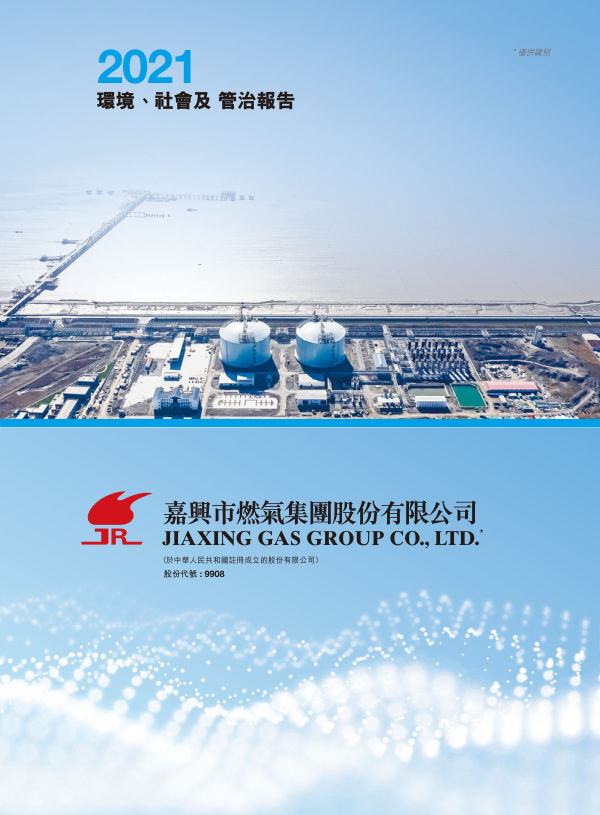 2021
* 僅供識別
環境、社會及 管治報告
JR
嘉興市燃氣集團股份有限公司
JIAXING GAS GROUP CO., LTD.*
(於中華人民共和國註冊成立的股份有限公司)
股份代號 : 9908